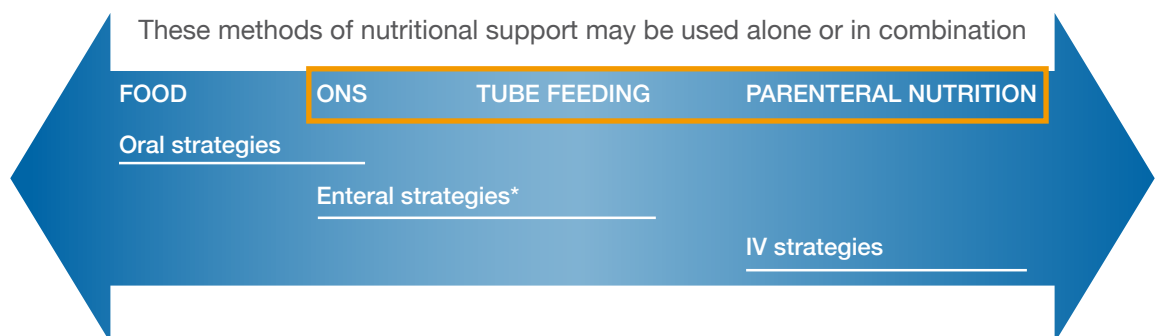 These methods of nutritional support may be used alone or in combination
FOOD ONS TUBE FEEDING PARENTERAL NUTRITION
Oral strategies
Enteral strategies*
IV strategies